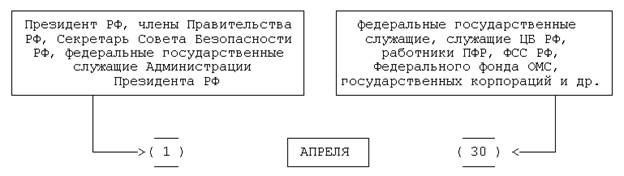 Президент РФ, члены Правительства
РФ, Секретарь Совета Безопасности
РФ, федеральные государственные
служащие Администрации
Президента РФ
федеральные государственные
служащие, служащие ЦБ РФ,
работники ПФР, ФСС РФ,
Федерального фонда ОМС,
государственных корпораций и др.
>( 1 )
АПРЕЛЯ
( 30 ) <